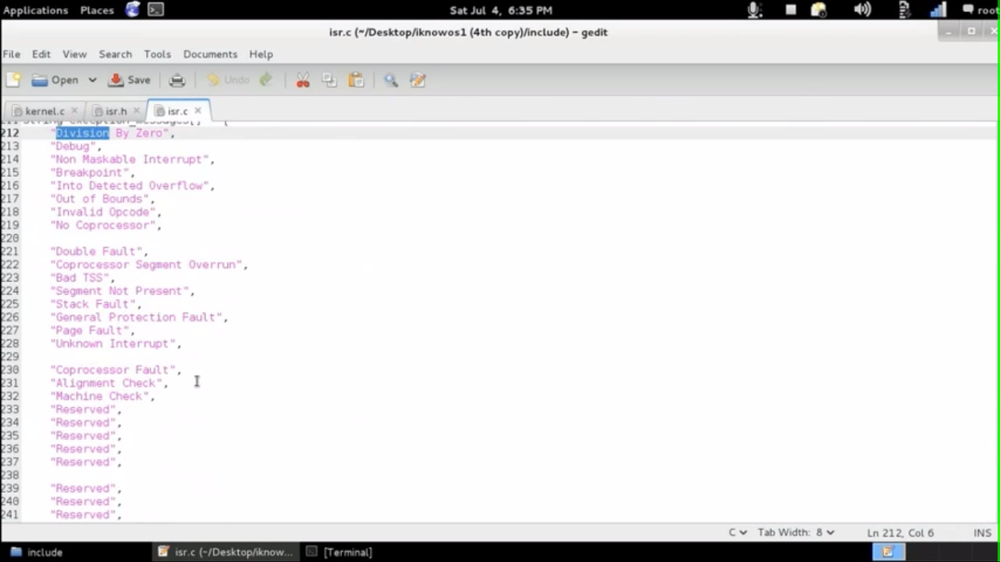 Applications Places Sat Jul 4, 6:35 PM root
isr.c (~/Desktop/iknowos1 (4th copy)/include) - gedit
File Edit View Search Tools Documents Help
Open Save Undo
kernel.c isr.h isr.c
211 string exception_messages[] {
212 "Division By Zero",
213 "Debug",
214 "Non Maskable Interrupt",
215 "Breakpoint",
216 "Into Detected Overflow",
217 "Out of Bounds",
218 "Invalid Opcode",
219 "No Coprocessor",
220
221 "Double Fault",
222 "Coprocessor Segment Overrun",
223 "Bad TSS",
224 "Segment Not Present",
225 "Stack Fault",
226 "General Protection Fault",
227 "Page Fault",
228 "Unknown Interrupt",
229
230 "Coprocessor Fault",
231 "Alignment Check",
232 "Machine Check",
233 "Reserved",
234 "Reserved",
235 "Reserved",
236 "Reserved",
237 "Reserved",
238
239 "Reserved",
240 "Reserved",
241 "Reserved",
C Tab Width: 8 Ln 212, Col 6 INS
include isr.c (~/Desktop/iknow... [Terminal]